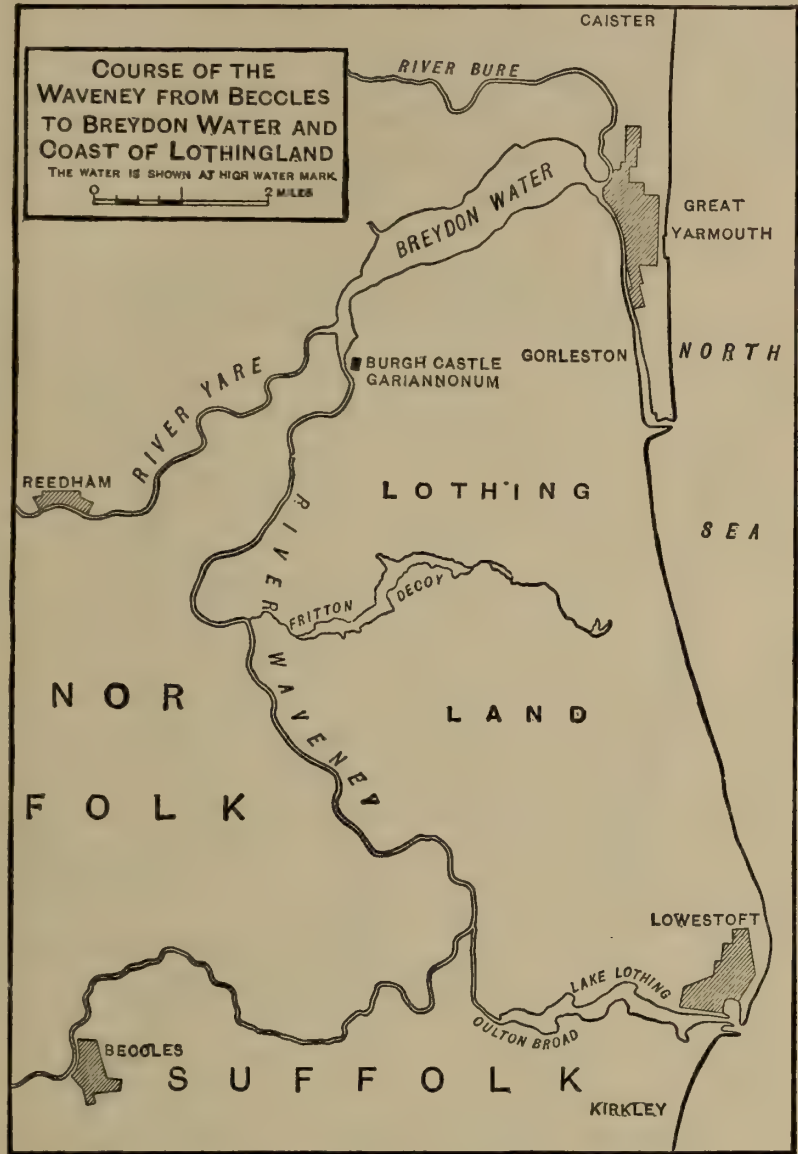 CAISTER
COURSE OF THE
WAVENEY FROM BECCLES
TO BREYDON WATER AND
COAST OF LOTHINGLAND
THE WATER IS SHOWN AT HIGH WATER MARK
0 2 MILES
RIVER BURE
BREYDON WATER
GREAT
YARMOUTH
BURGH CASTLE
GARIANNONUM
GORLESTON
NORTH
SEA
RIVER YARE
REEDHAM
LOTHING
LAND
RIVER WAVENEY
FRITTON DECOY
NOR
FOLK
LOWESTOFT
LAKE LOTHING
OULTON BROAD
BECCLES
SUFFOLK
KIRKLEY